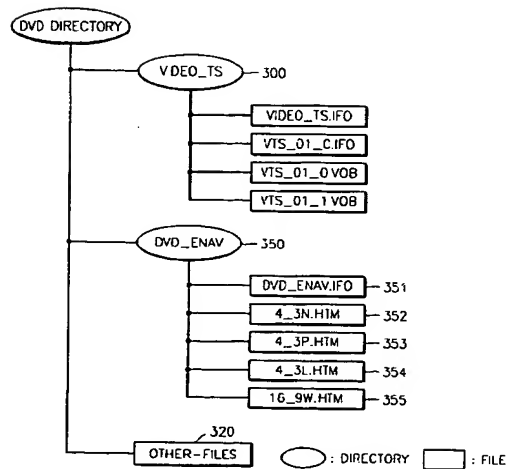 DVD DIRECTORY
VIDEO_TS 300
VIDEO_TS.IFO
VTS_01_C.IFO
VTS_01_0 VOB
VTS_01_1 VOB
DVD_ENAV 350
DVD_ENAV.IFO 351
4_3N.HTM 352
4_3P.HTM 353
4_3L.HTM 354
16_9W.HTM 355
320
OTHER-FILES
: DIRECTORY : FILE